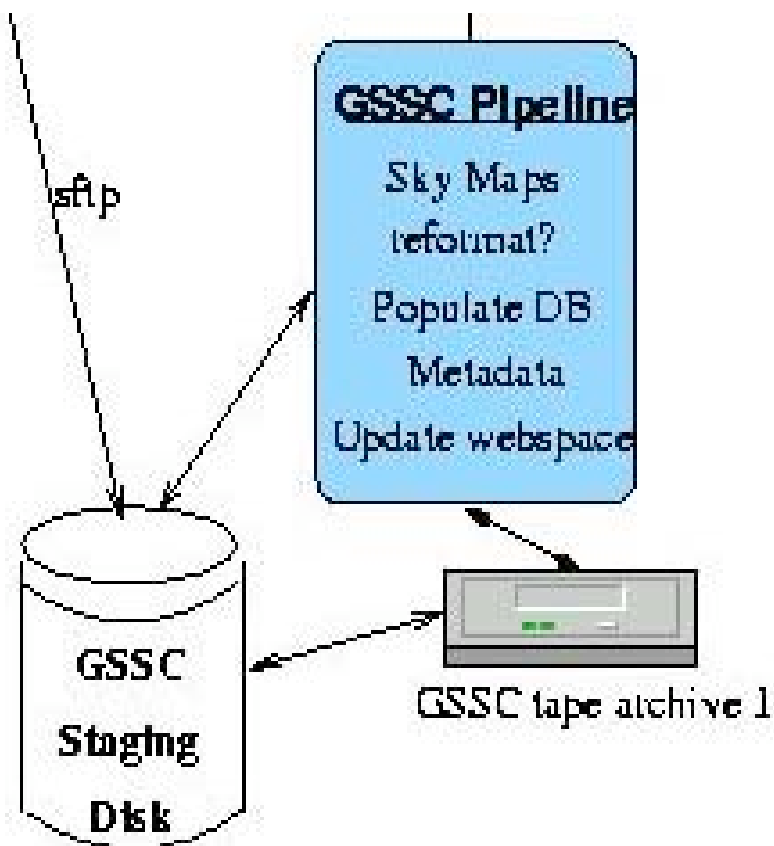 GSSC Pipeline
Sky Maps
reformat?
Populate DB
Metadata
Update webspace
sftp
GSSC
Staging
Disk
GSSC tape archive 1